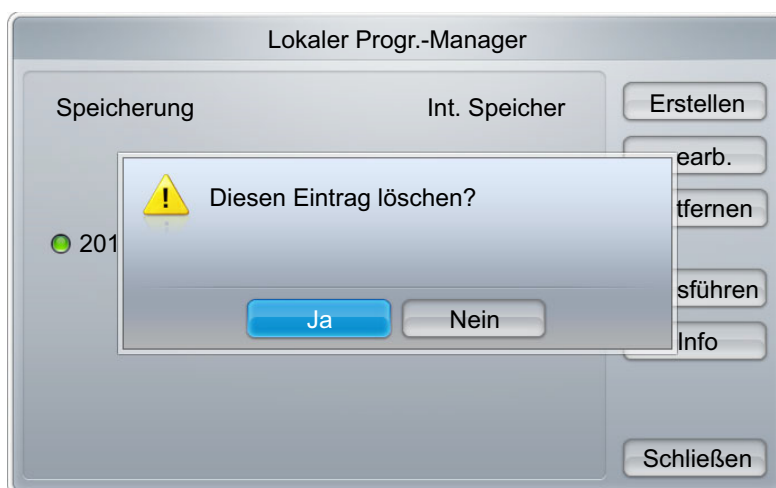 Lokaler Progr.-Manager
Speicherung Int. Speicher
Erstellen
earb.
Diesen Eintrag löschen?
tfernen
201
sführen
Ja Nein
Info
Schließen